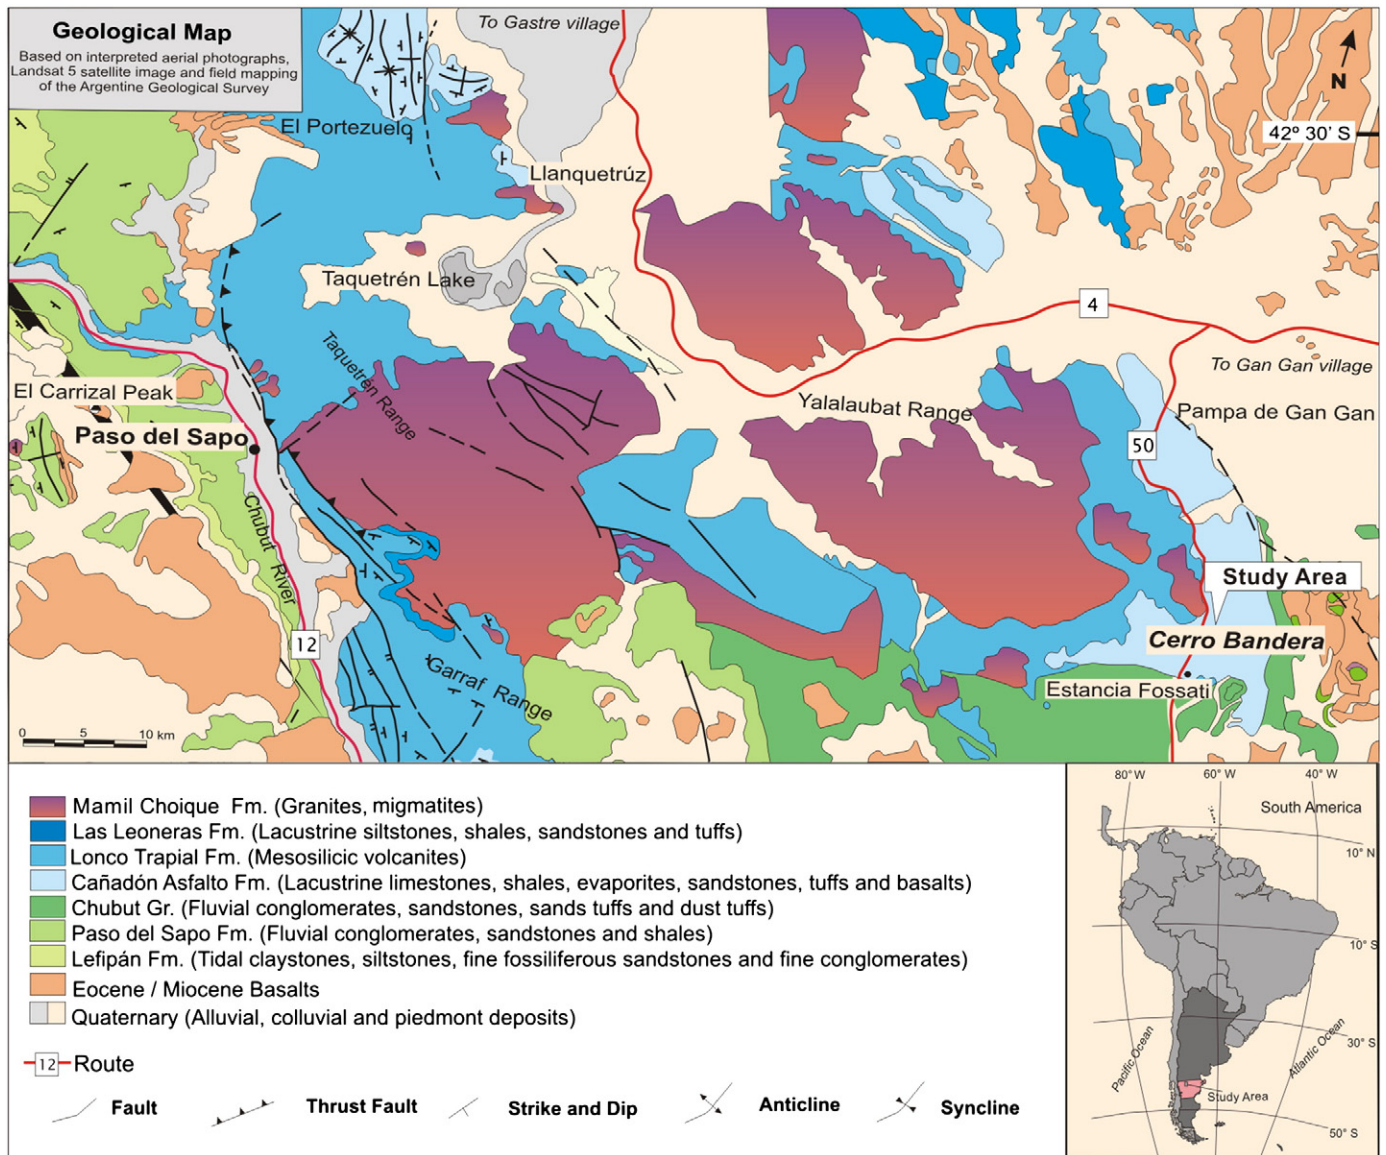 Geological Map
Based on interpreted aerial photographs,
Landsat 5 satellite image and field mapping
of the Argentine Geological Survey
To Gastre village
N
42º 30' S
El Portezuelo
Llanquetrúz
Taquetrén Lake
4
To Gan Gan village
Taquetrén Range
El Carrizal Peak
Yalalaubat Range
Pampa de Gan Gan
Paso del Sapo
50
Chubut River
Study Area
12
Cerro Bandera
Garraf Range
Estancia Fossati
0 5 10 km
Mamil Choique Fm. (Granites, migmatites)
Las Leoneras Fm. (Lacustrine siltstones, shales, sandstones and tuffs)
Lonco Trapial Fm. (Mesosilicic volcanites)
Cañadón Asfalto Fm. (Lacustrine limestones, shales, evaporites, sandstones, tuffs and basalts)
Chubut Gr. (Fluvial conglomerates, sandstones, sands tuffs and dust tuffs)
Paso del Sapo Fm. (Fluvial conglomerates, sandstones and shales)
Lefipán Fm. (Tidal claystones, siltstones, fine fossiliferous sandstones and fine conglomerates)
Eocene / Miocene Basalts
Quaternary (Alluvial, colluvial and piedmont deposits)
12 Route
Fault
Thrust Fault
Strike and Dip
Anticline
Syncline
80° W 60° W 40° W
South America
10° N
10° S
30° S
50° S
Pacific Ocean
Atlantic Ocean
Study Area